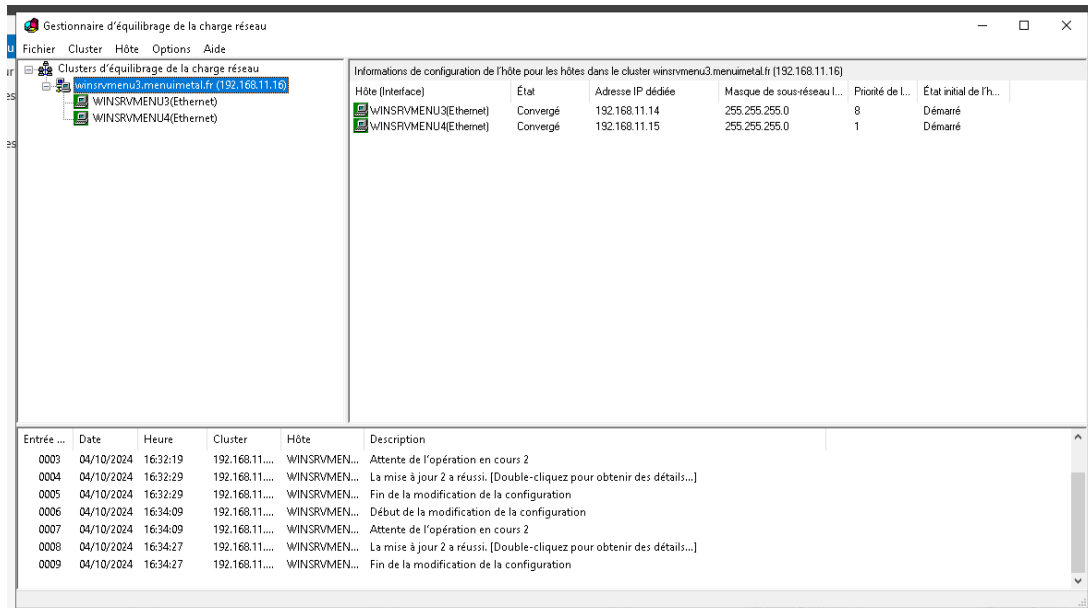 Gestionnaire d'équilibrage de la charge réseau
Fichier Cluster Hôte Options Aide
Clusters d'équilibrage de la charge réseau
winsrvmenu3.menuimetal.fr (192.168.11.16)
WINSRVMENU3(Ethernet)
WINSRVMENU4(Ethernet)
Informations de configuration de l'hôte pour les hôtes dans le cluster winsrvmenu3.menuimetal.fr (192.168.11.16)
Hôte (Interface) État Adresse IP dédiée Masque de sous-réseau l... Priorité de l... État initial de l'h...
WINSRVMENU3(Ethernet) Convergé 192.168.11.14 255.255.255.0 8 Démarré
WINSRVMENU4(Ethernet) Convergé 192.168.11.15 255.255.255.0 1 Démarré
Entrée ... Date Heure Cluster Hôte Description
0003 04/10/2024 16:32:19 192.168.11.... WINSRVMEN... Attente de l'opération en cours 2
0004 04/10/2024 16:32:29 192.168.11.... WINSRVMEN... La mise à jour 2 a réussi. [Double-cliquez pour obtenir des détails...]
0005 04/10/2024 16:32:29 192.168.11.... WINSRVMEN... Fin de la modification de la configuration
0006 04/10/2024 16:34:09 192.168.11.... WINSRVMEN... Début de la modification de la configuration
0007 04/10/2024 16:34:09 192.168.11.... WINSRVMEN... Attente de l'opération en cours 2
0008 04/10/2024 16:34:27 192.168.11.... WINSRVMEN... La mise à jour 2 a réussi. [Double-cliquez pour obtenir des détails...]
0009 04/10/2024 16:34:27 192.168.11.... WINSRVMEN... Fin de la modification de la configuration